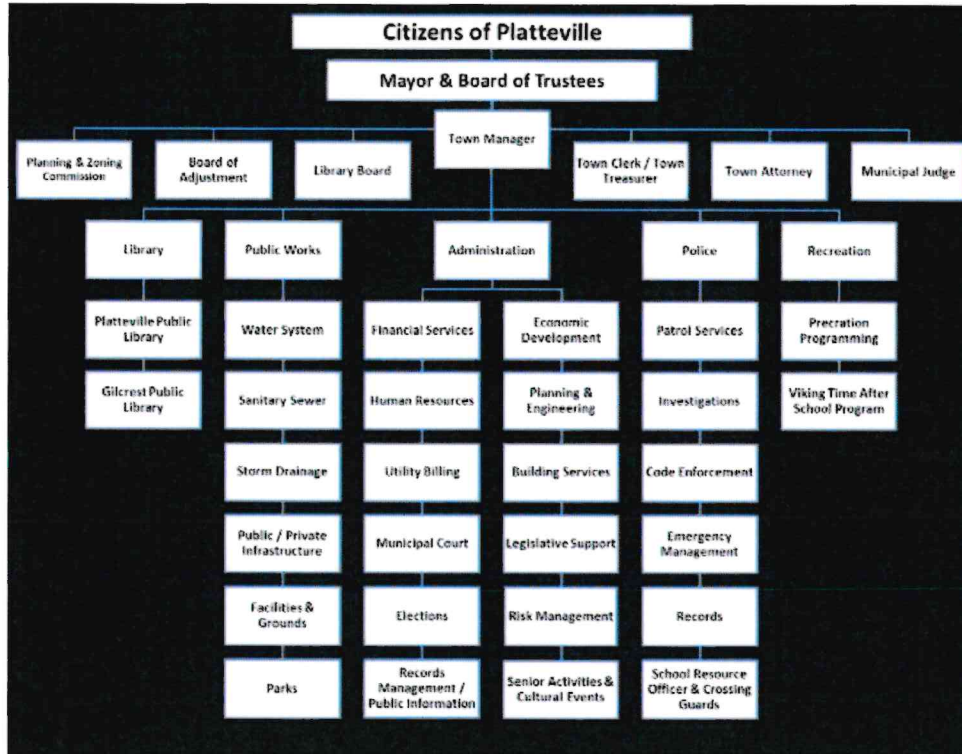 Citizens of Platteville
Mayor & Board of Trustees
Town Manager
Planning & Zoning
Commission
Board of
Adjustment
Library Board
Town Clerk / Town
Treasurer
Town Attorney
Municipal Judge
Library
Public Works
Administration
Police
Recreation
Platteville Public
Library
Water System
Financial Services
Economic
Development
Patrol Services
Precration
Programming
Gilcrest Public
Library
Sanitary Sewer
Human Resources
Planning &
Engineering
Investigations
Viking Time After
School Program
Storm Drainage
Utility Billing
Building Services
Code Enforcement
Public / Private
Infrastructure
Municipal Court
Legislative Support
Emergency
Management
Facilities &
Grounds
Elections
Risk Management
Records
Parks
Records
Management /
Public Information
Senior Activities &
Cultural Events
School Resource
Officer & Crossing
Guards